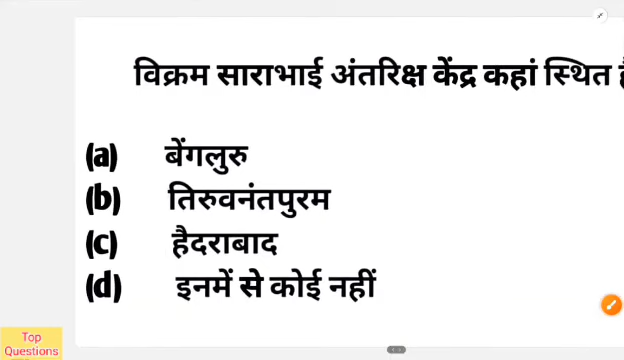 विक्रम साराभाई अंतरिक्ष केंद्र कहां स्थित
(a) बेंगलुरु
(b) तिरुवनंतपुरम
(c) हैदराबाद
(d) इनमें से कोई नहीं
Top
Questions